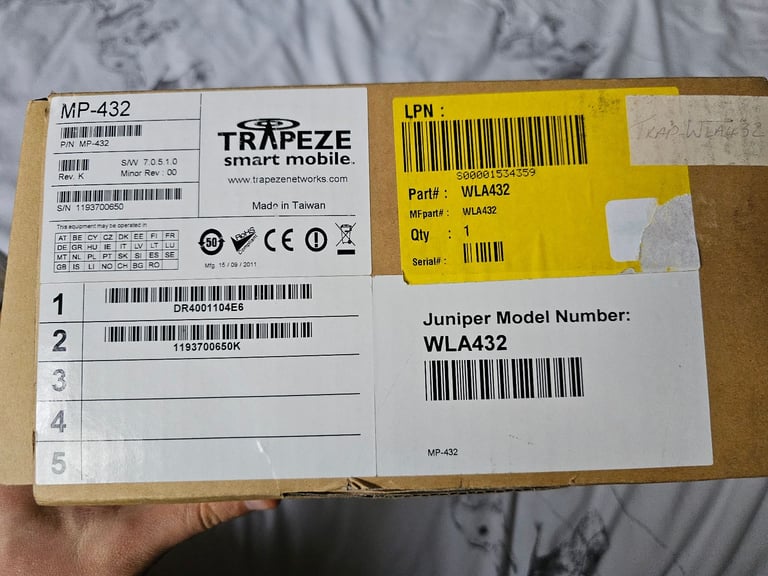 MP-432
P/N MP-432
S/W 7.0.5.1.0
Rev. K Minor Rev : 00
S/N 1193700650
TRAPEZE
smart mobile™
www.trapezenetworks.com
Made in Taiwan
This equipment may be operated in
AT BE CY CZ DK EE FI FR
DE GR HU IE IT LV LT LU
MT NL PL PT SK SI ES SE
GB IS LI NO CH BG RO
50
RoHS
CE
Mfg. 15 / 09 / 2011
1 DR4001104E6
2 1193700650K
3
4
5
LPN :
S00001534359
Part# : WLA432
MFpart# : WLA432
Qty : 1
Serial# :
TRAP-WLA432
Juniper Model Number:
WLA432
MP-432